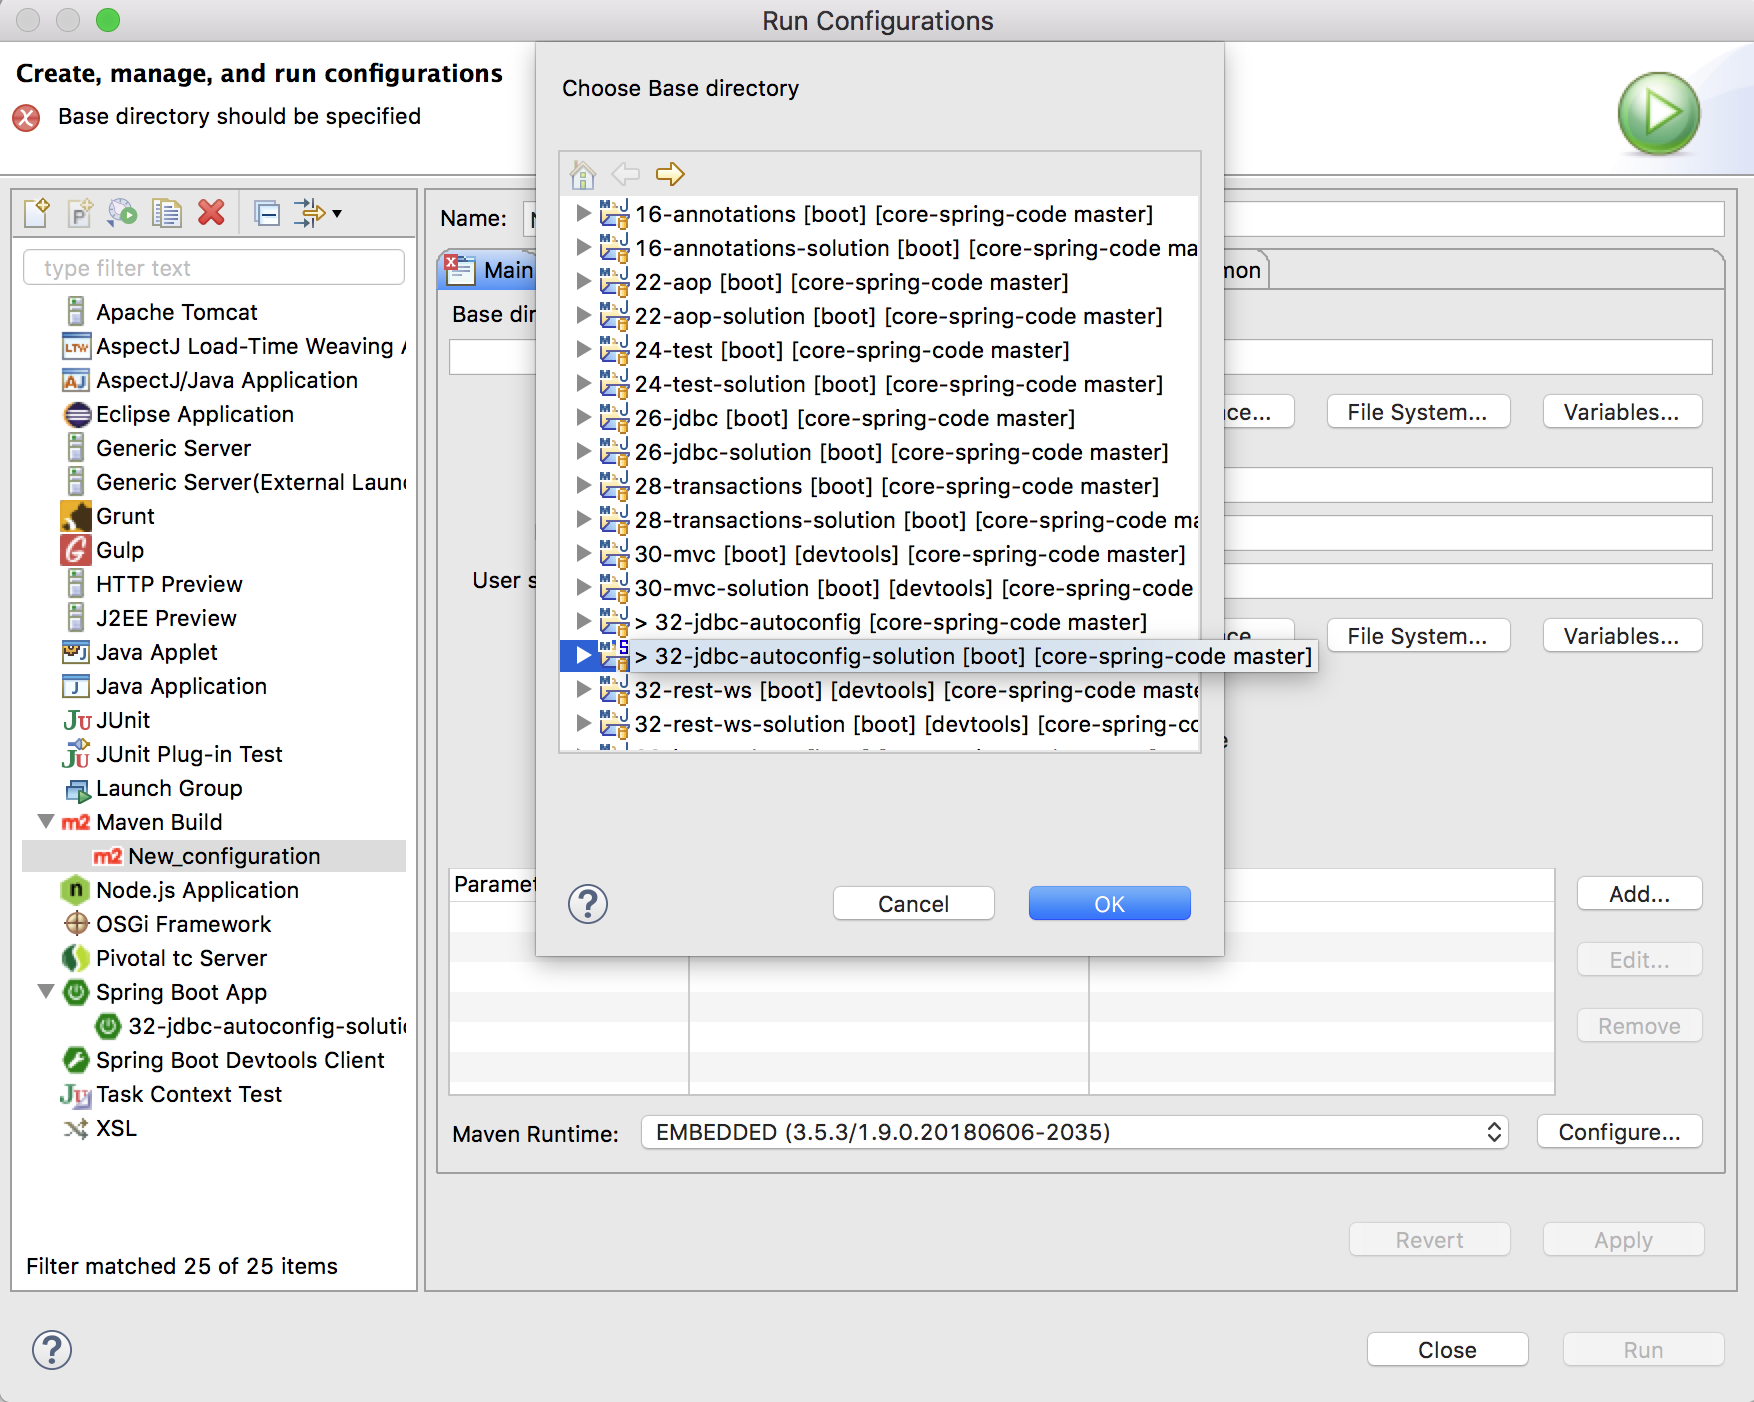 Run Configurations
Create, manage, and run configurations
Base directory should be specified
type filter text
Apache Tomcat
AspectJ Load-Time Weaving
AspectJ/Java Application
Eclipse Application
Generic Server
Generic Server(External
Grunt
Gulp
HTTP Preview
J2EE Preview
Java Applet
Java Application
JUnit
JUnit Plug-in Test
Launch Group
Maven Build
New_configuration
Node.js Application
OSGi Framework
Pivotal tc Server
Spring Boot App
32-jdbc-autoconfig-soluti
Spring Boot Devtools Client
Task Context Test
XSL
Filter matched 25 of 25 items
Name:
Main
mon
Base dir
ce... File System... Variables...
User s
File System... Variables...
Choose Base directory
16-annotations [boot] [core-spring-code master]
16-annotations-solution [boot] [core-spring-code ma
22-aop [boot] [core-spring-code master]
22-aop-solution [boot] [core-spring-code master]
24-test [boot] [core-spring-code master]
24-test-solution [boot] [core-spring-code master]
26-jdbc [boot] [core-spring-code master]
26-jdbc-solution [boot] [core-spring-code master]
28-transactions [boot] [core-spring-code master]
28-transactions-solution [boot] [core-spring-code ma
30-mvc [boot] [devtools] [core-spring-code master]
30-mvc-solution [boot] [devtools] [core-spring-code
> 32-jdbc-autoconfig [core-spring-code master]
> 32-jdbc-autoconfig-solution [boot] [core-spring-code master]
32-rest-ws [boot] [devtools] [core-spring-code maste
32-rest-ws-solution [boot] [devtools] [core-spring-co
Cancel OK
Paramet
Add...
Edit...
Remove
Maven Runtime: EMBEDDED (3.5.3/1.9.0.20180606-2035) Configure...
Revert Apply
Close Run